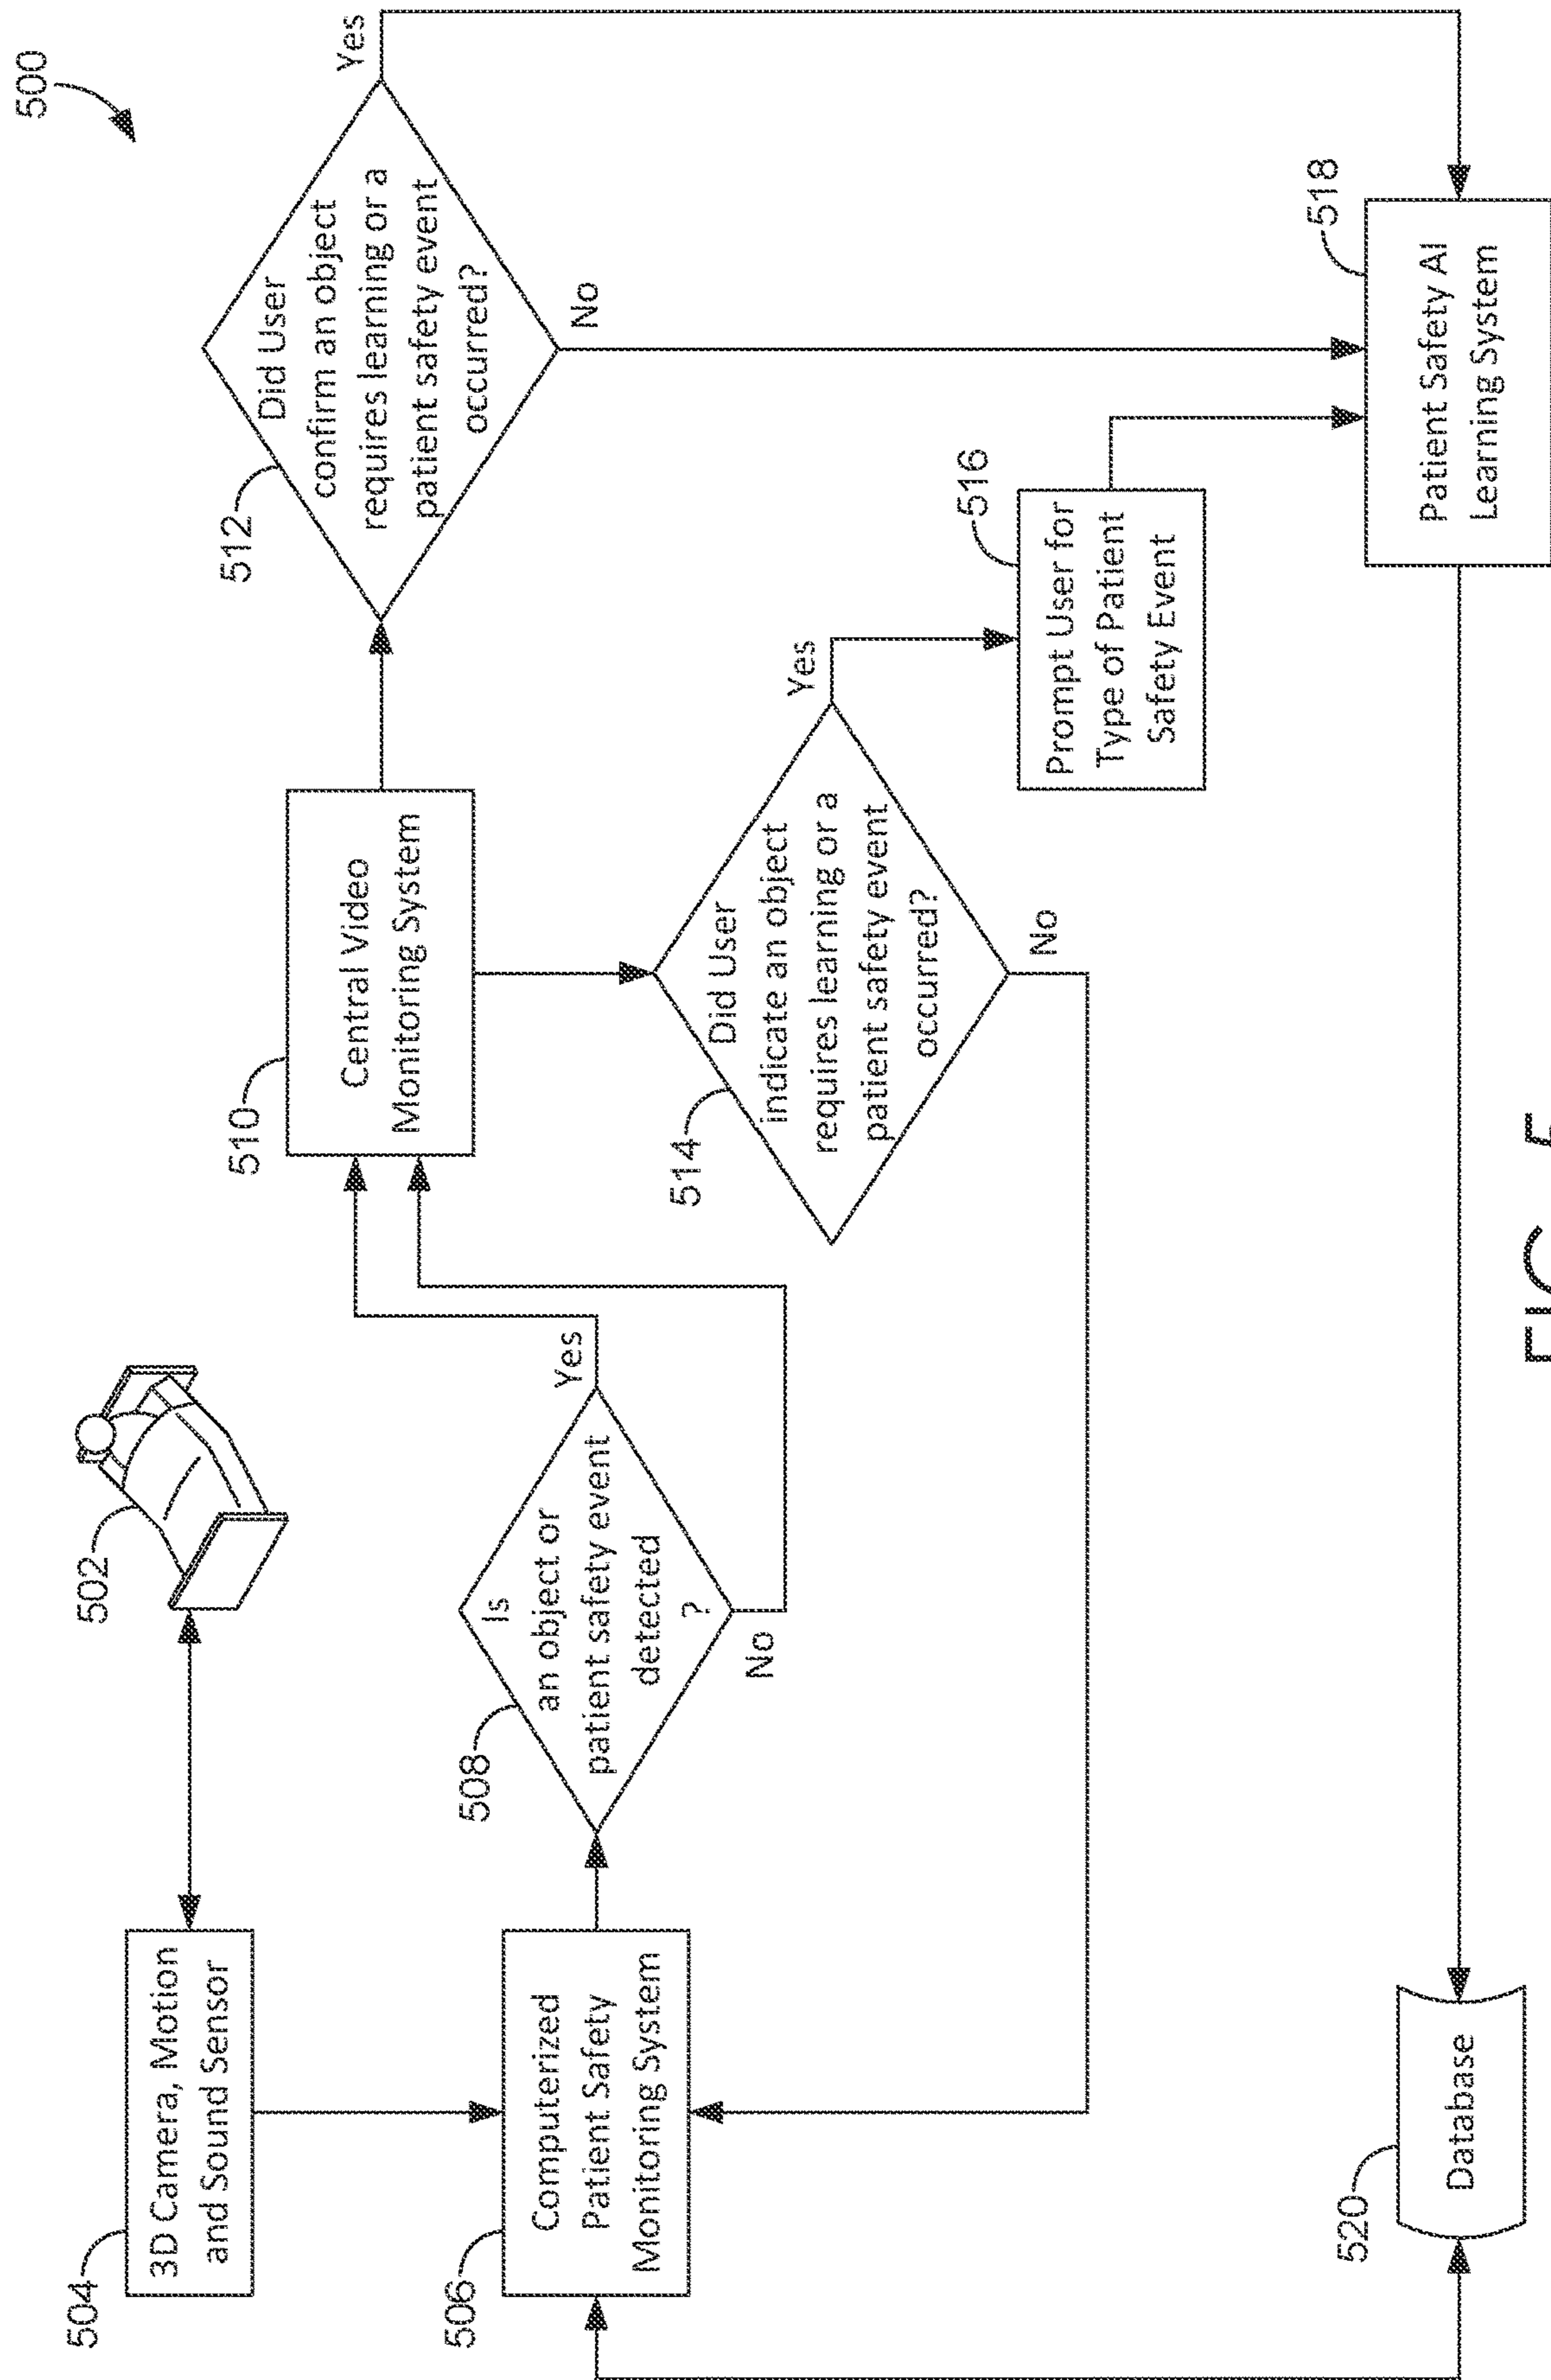 500
504
3D Camera, Motion
and Sound Sensor
502
506
Computerized
Patient Safety
Monitoring System
508
Is
an object or
patient safety event
detected
?
Yes
No
510
Central Video
Monitoring System
512
Did User
confirm an object
requires learning or a
patient safety event
occurred?
Yes
No
514
Did User
indicate an object
requires learning or a
patient safety event
occurred?
Yes
No
516
Prompt User for
Type of Patient
Safety Event
518
Patient Safety AI
Learning System
520
Database